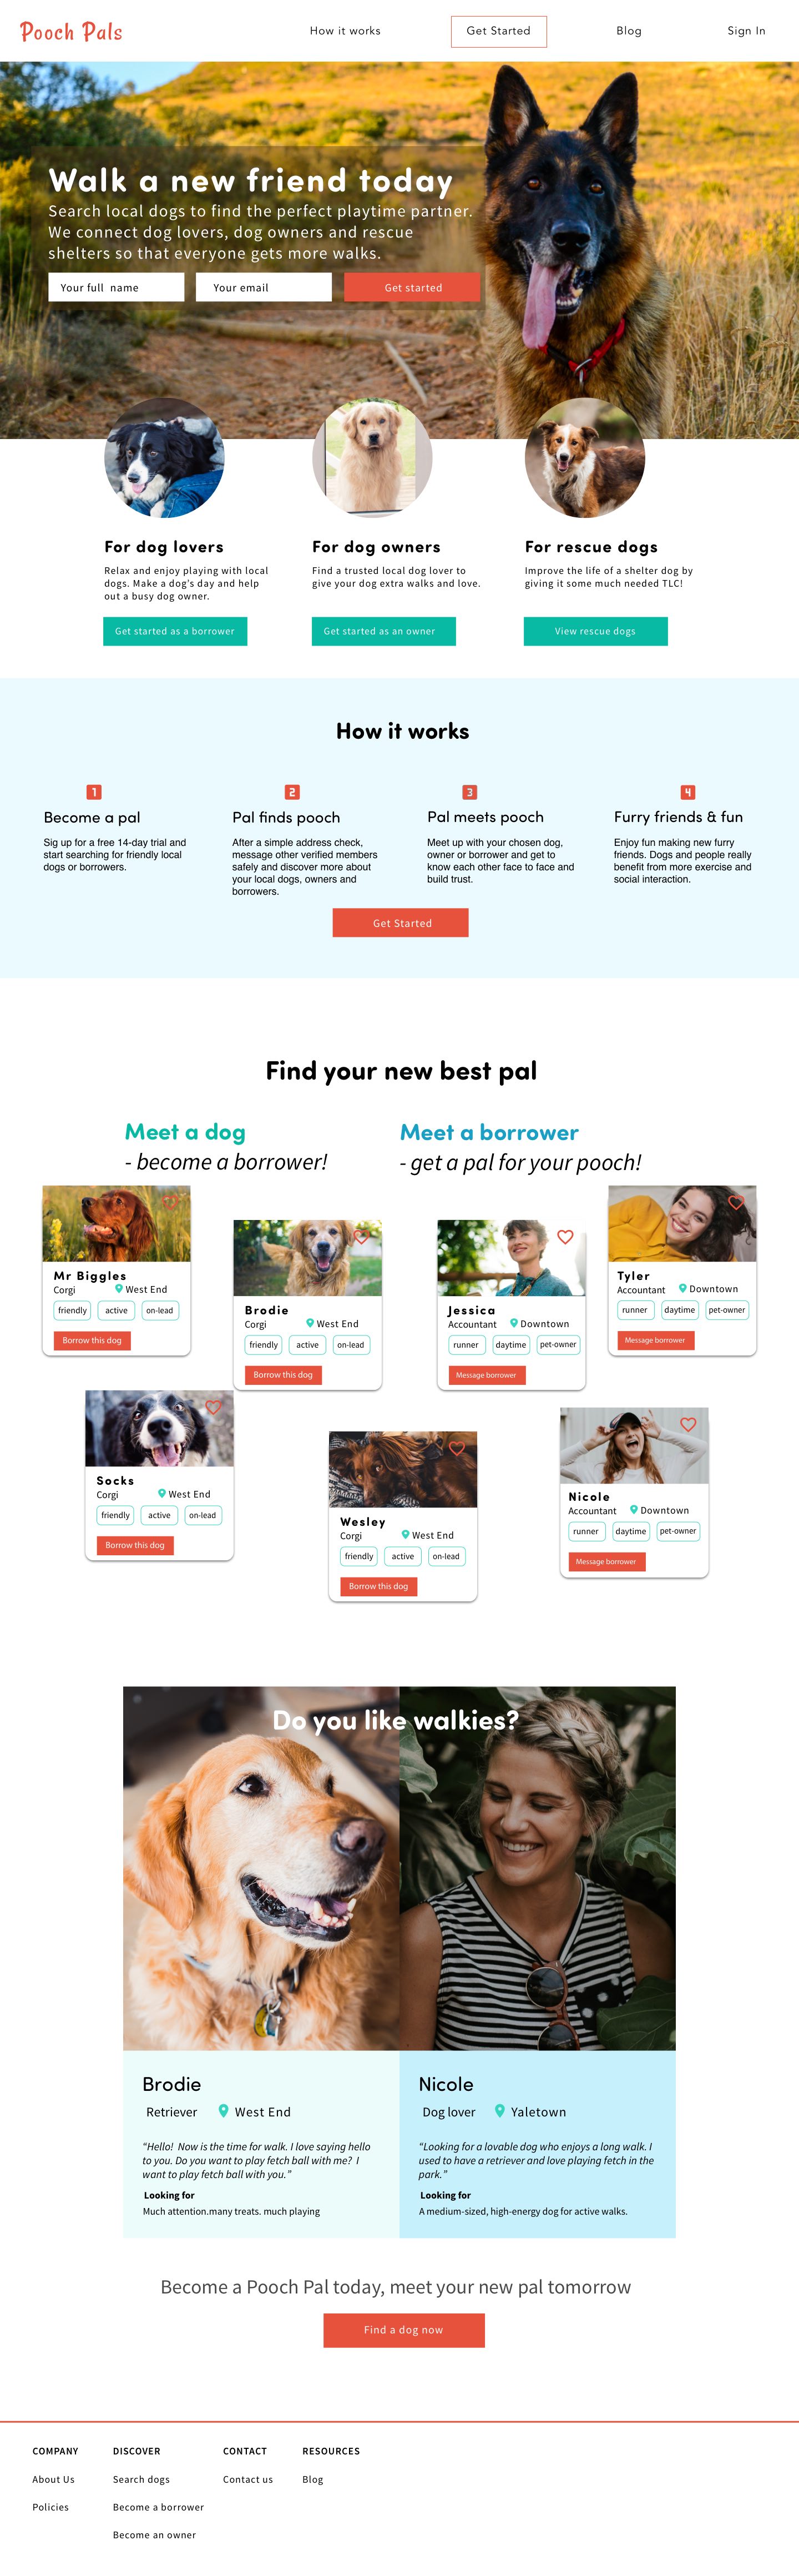 Pooch Pals
How it works
Get Started
Blog
Sign In
Walk a new friend today
Search local dogs to find the perfect playtime partner.
We connect dog lovers, dog owners and rescue
shelters so that everyone gets more walks.
Your full name
Your email
Get started
For dog lovers
Relax and enjoy playing with local
dogs. Make a dog's day and help
out a busy dog owner.
Get started as a borrower
For dog owners
Find a trusted local dog lover to
give your dog extra walks and love.
Get started as an owner
For rescue dogs
Improve the life of a shelter dog by
giving it some much needed TLC!
View rescue dogs
How it works
1
Become a pal
Sig up for a free 14-day trial and
start searching for friendly local
dogs or borrowers.
2
Pal finds pooch
After a simple address check,
message other verified members
safely and discover more about
your local dogs, owners and
borrowers.
3
Pal meets pooch
Meet up with your chosen dog,
owner or borrower and get to
know each other face to face and
build trust.
4
Furry friends & fun
Enjoy fun making new furry
friends. Dogs and people really
benefit from more exercise and
social interaction.
Get Started
Find your new best pal
Meet a dog
- become a borrower!
Meet a borrower
- get a pal for your pooch!
Mr Biggles
Corgi West End
friendly active on-lead
Borrow this dog
Brodie
Corgi West End
friendly active on-lead
Borrow this dog
Jessica
Accountant Downtown
runner daytime pet-owner
Message borrower
Tyler
Accountant Downtown
runner daytime pet-owner
Message borrower
Socks
Corgi West End
friendly active on-lead
Borrow this dog
Wesley
Corgi West End
friendly active on-lead
Borrow this dog
Nicole
Accountant Downtown
runner daytime pet-owner
Message borrower
Do you like walkies?
Brodie
Retriever West End
“Hello! Now is the time for walk. I love saying hello
to you. Do you want to play fetch ball with me? I
want to play fetch ball with you.”
Looking for
Much attention.many treats. much playing
Nicole
Dog lover Yaletown
“Looking for a lovable dog who enjoys a long walk. I
used to have a retriever and love playing fetch in the
park.”
Looking for
A medium-sized, high-energy dog for active walks.
Become a Pooch Pal today, meet your new pal tomorrow
Find a dog now
COMPANY
About Us
Policies
DISCOVER
Search dogs
Become a borrower
Become an owner
CONTACT
Contact us
RESOURCES
Blog